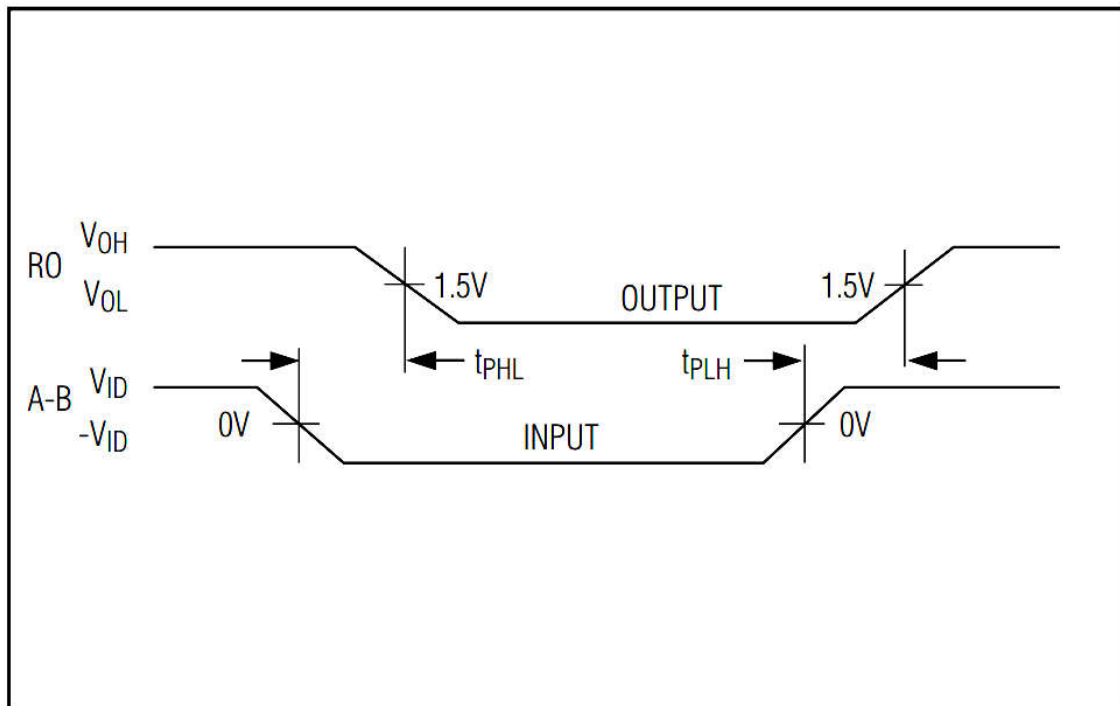 RO VOH
VOL
1.5V OUTPUT 1.5V
tPHL tPLH
A-B VID
-VID
0V INPUT 0V